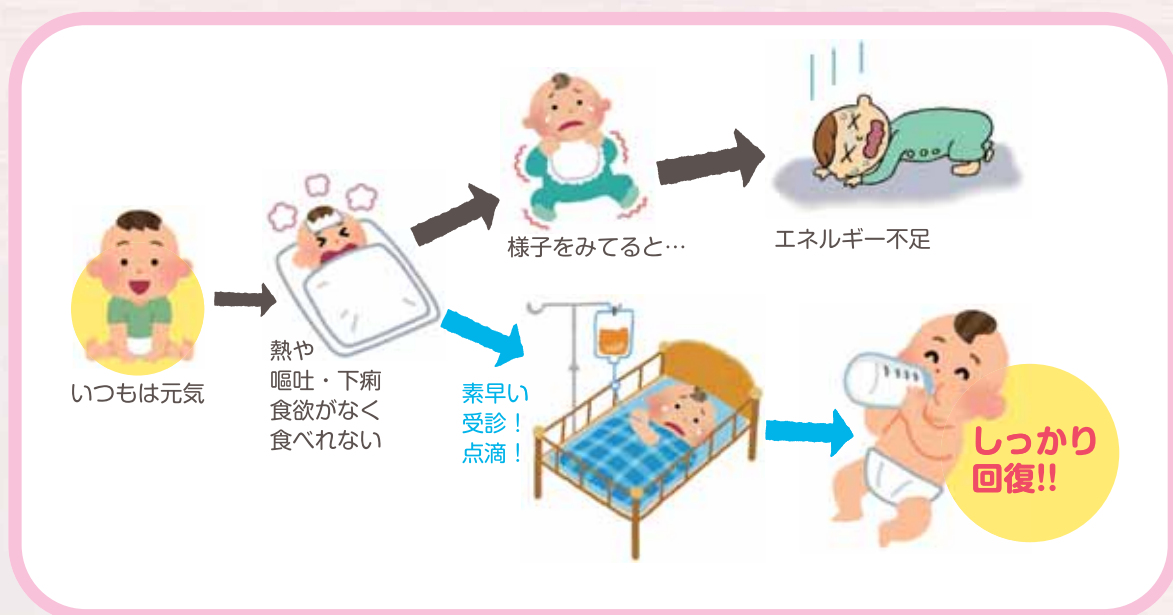 いつもは元気
熱や
嘔吐・下痢
食欲がなく
食べれない
様子をみてると…
エネルギー不足
素早い
受診！
点滴！
しっかり
回復!!